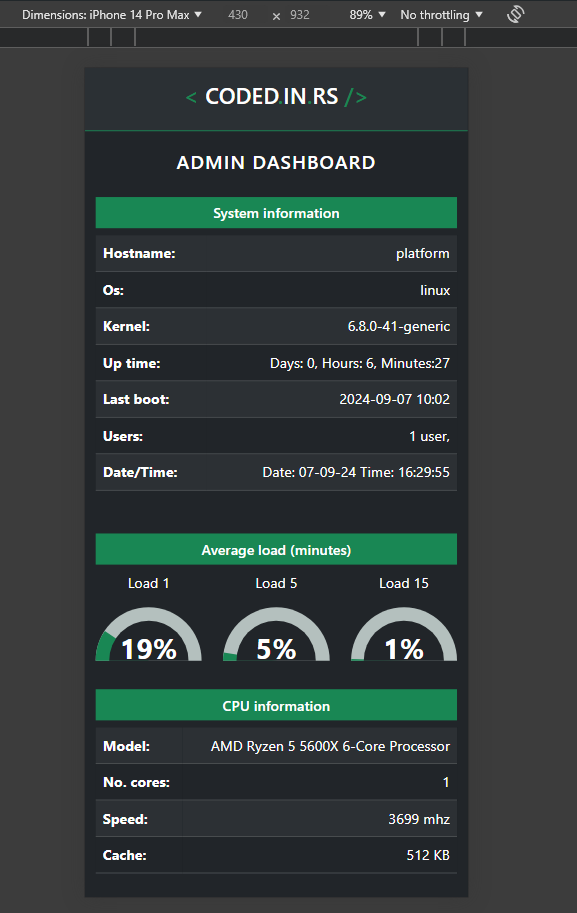 Dimensions: iPhone 14 Pro Max ▼ 430 × 932 89% ▼ No throttling ▼
< CODED.IN.RS />
ADMIN DASHBOARD
System information
Hostname: platform
Os: linux
Kernel: 6.8.0-41-generic
Up time: Days: 0, Hours: 6, Minutes:27
Last boot: 2024-09-07 10:02
Users: 1 user,
Date/Time: Date: 07-09-24 Time: 16:29:55
Average load (minutes)
Load 1 Load 5 Load 15
19% 5% 1%
CPU information
Model: AMD Ryzen 5 5600X 6-Core Processor
No. cores: 1
Speed: 3699 mhz
Cache: 512 KB